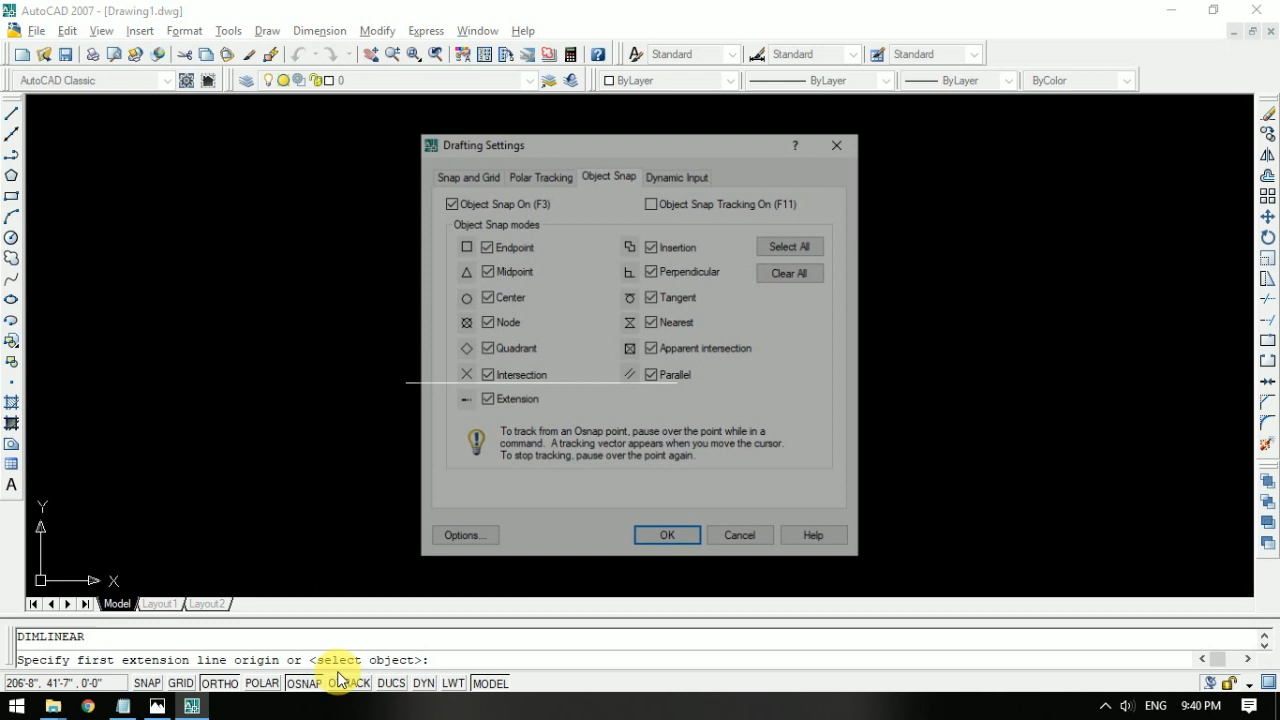 AutoCAD 2007 - [Drawing1.dwg]
File Edit View Insert Format Tools Draw Dimension Modify Express Window Help
Standard Standard Standard
AutoCAD Classic 0 ByLayer ByLayer ByLayer ByColor
Drafting Settings ?
Snap and Grid Polar Tracking Object Snap Dynamic Input
Object Snap On (F3) Object Snap Tracking On (F11)
Object Snap modes
Endpoint Insertion Select All
Midpoint Perpendicular Clear All
Center Tangent
Node Nearest
Quadrant Apparent intersection
Intersection Parallel
Extension
To track from an Osnap point, pause over the point while in a
command. A tracking vector appears when you move the cursor.
To stop tracking, pause over the point again.
Options... OK Cancel Help
Y
X
Model Layout1 Layout2
DIMLINEAR
Specify first extension line origin or <select object>:
206'-8", 41'-7" , 0'-0" SNAP GRID ORTHO POLAR OSNAP DUCS DYN LWT MODEL
ENG 9:40 PM